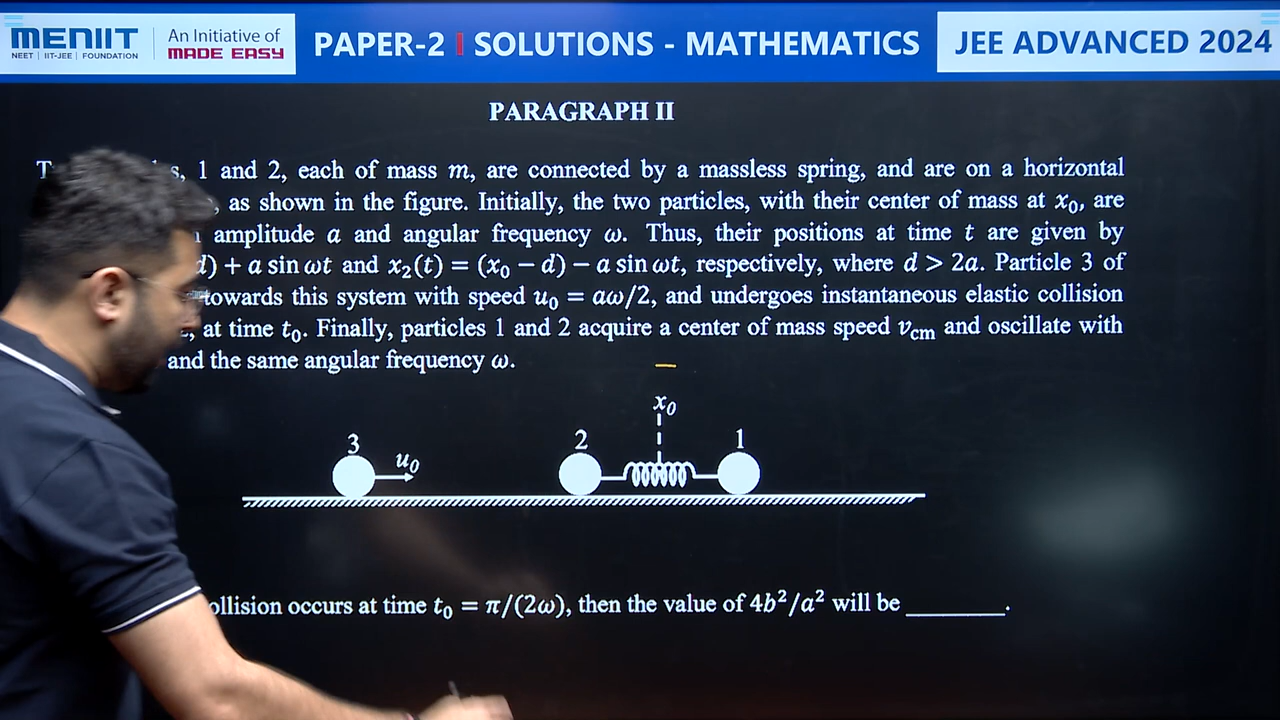 MENIIT
NEET | IIT-JEE | FOUNDATION
An Initiative of
MADE EASY
PAPER-2 | SOLUTIONS - MATHEMATICS
JEE ADVANCED 2024
PARAGRAPH II
1 and 2, each of mass m, are connected by a massless spring, and are on a horizontal
, as shown in the figure. Initially, the two particles, with their center of mass at x₀, are
amplitude a and angular frequency ω. Thus, their positions at time t are given by
d) + a sin ωt and x₂(t) = (x₀ − d) − a sin ωt, respectively, where d > 2a. Particle 3 of
towards this system with speed u₀ = aω/2, and undergoes instantaneous elastic collision
, at time t₀. Finally, particles 1 and 2 acquire a center of mass speed v_cm and oscillate with
and the same angular frequency ω.
x₀
3 2 1
u₀
occurs at time t₀ = π/(2ω), then the value of 4b²/a² will be ________.